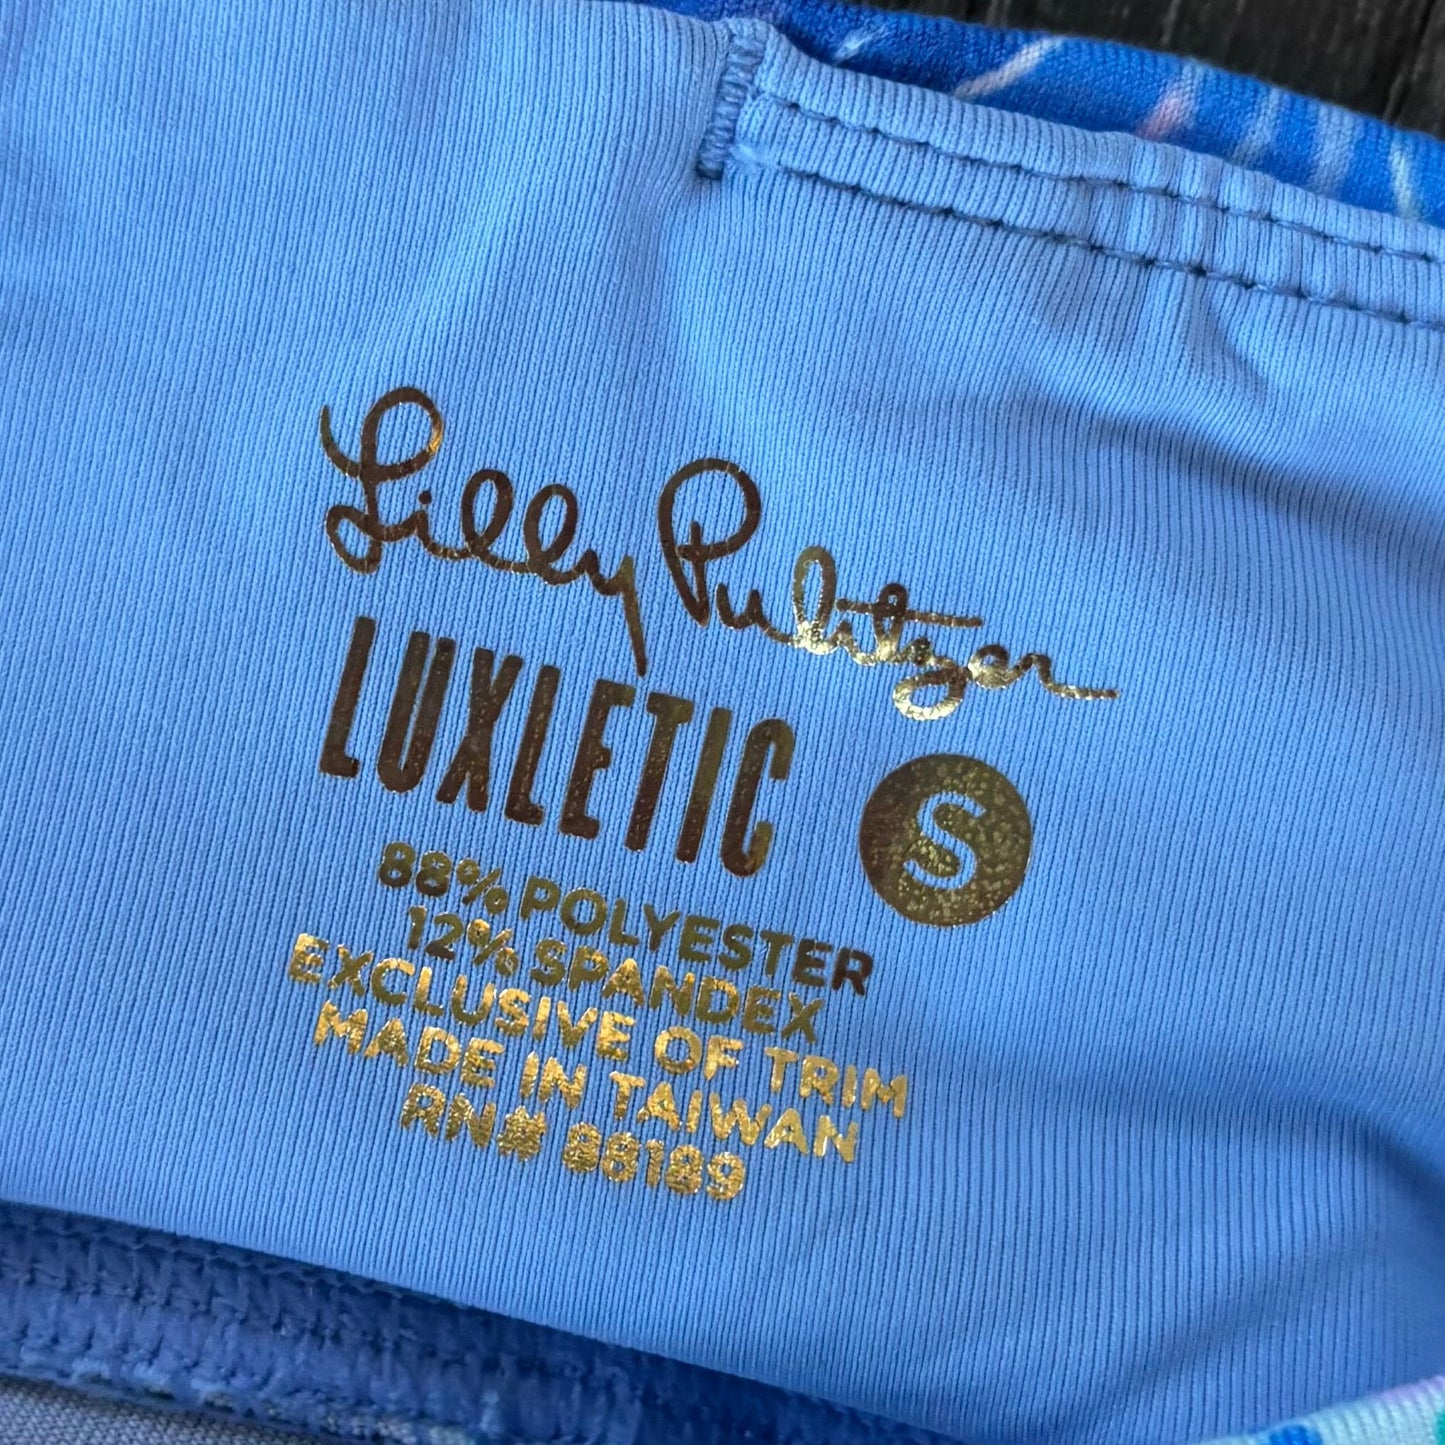 Lilly Pulitzer
LUXLETIC
S
88% POLYESTER
12% SPANDEX
EXCLUSIVE OF TRIM
MADE IN TAIWAN
RN# 88189